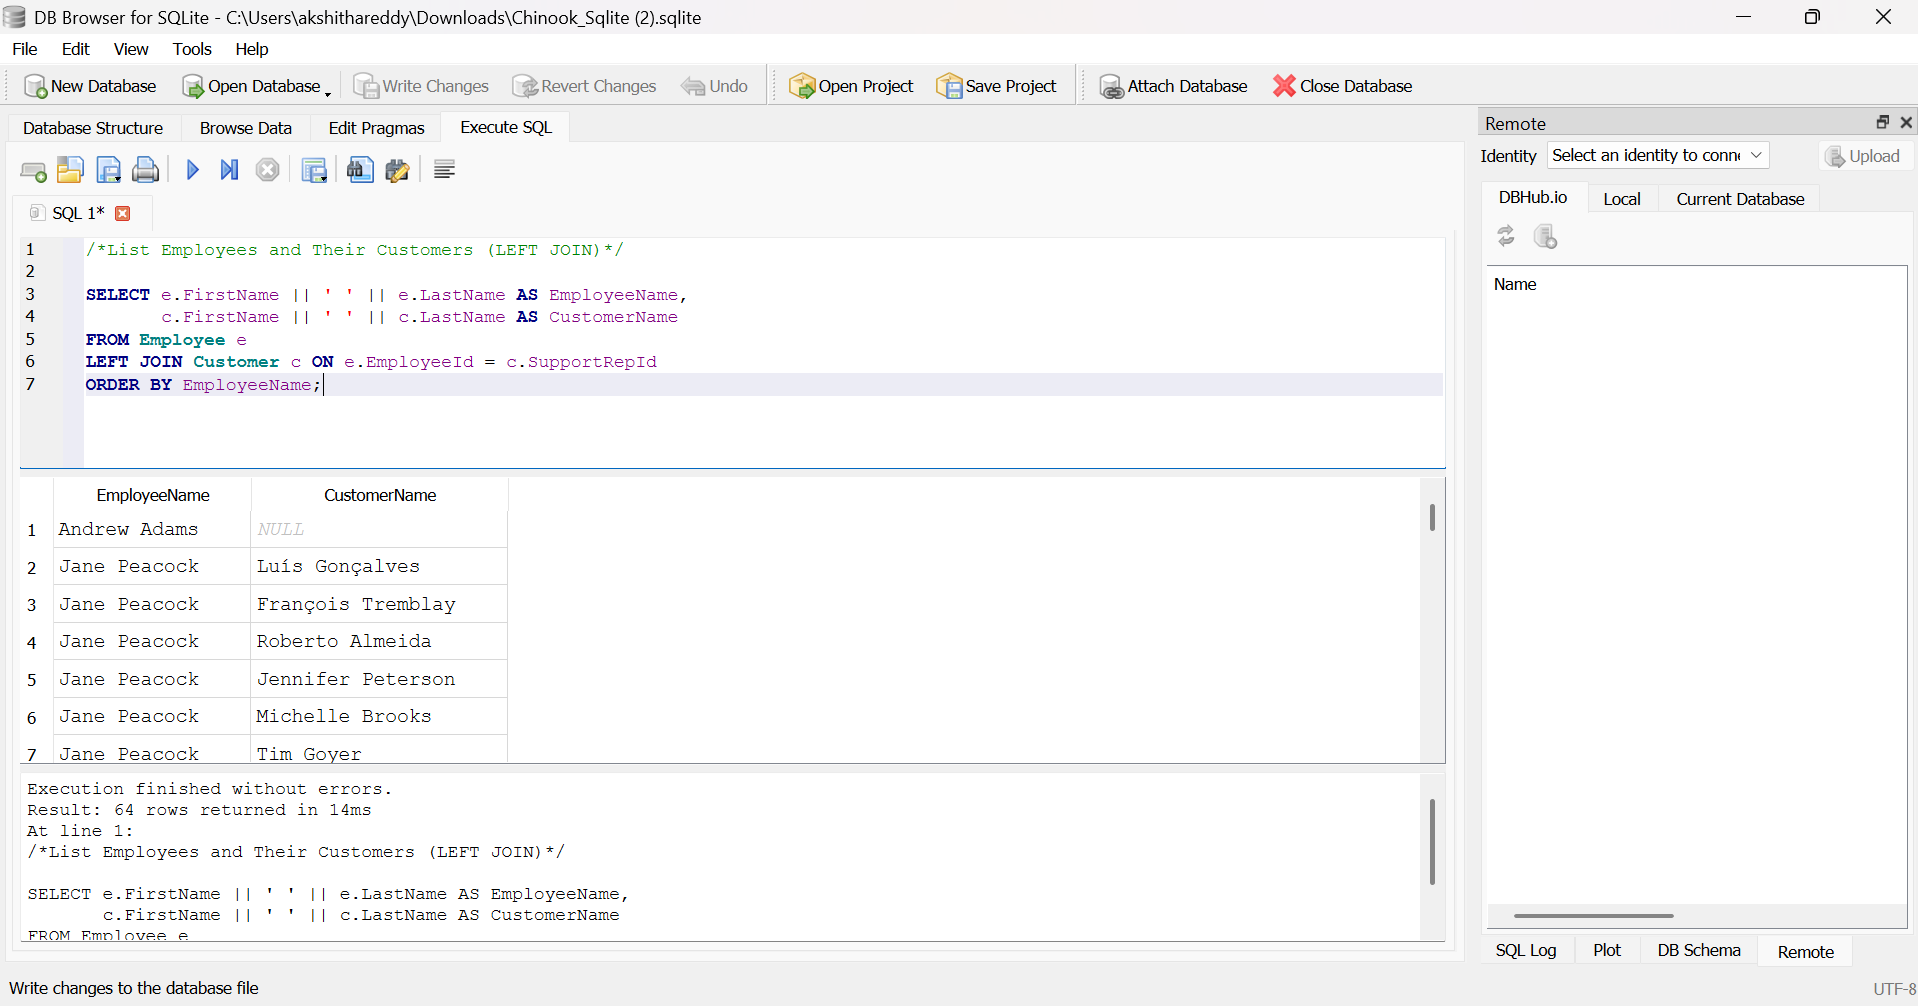 DB Browser for SQLite - C:\Users\akshithareddy\Downloads\Chinook_Sqlite (2).sqlite
File Edit View Tools Help
New Database Open Database Write Changes Revert Changes Undo Open Project Save Project Attach Database Close Database
Database Structure Browse Data Edit Pragmas Execute SQL
SQL 1*
1 /*List Employees and Their Customers (LEFT JOIN)*/
2
3 SELECT e.FirstName || ' ' || e.LastName AS EmployeeName,
4 c.FirstName || ' ' || c.LastName AS CustomerName
5 FROM Employee e
6 LEFT JOIN Customer c ON e.EmployeeId = c.SupportRepId
7 ORDER BY EmployeeName;
EmployeeName CustomerName
1 Andrew Adams NULL
2 Jane Peacock Luís Gonçalves
3 Jane Peacock François Tremblay
4 Jane Peacock Roberto Almeida
5 Jane Peacock Jennifer Peterson
6 Jane Peacock Michelle Brooks
7 Jane Peacock Tim Goyer
Execution finished without errors.
Result: 64 rows returned in 14ms
At line 1:
/*List Employees and Their Customers (LEFT JOIN)*/
SELECT e.FirstName || ' ' || e.LastName AS EmployeeName,
c.FirstName || ' ' || c.LastName AS CustomerName
FROM Employee e
Remote
Identity Select an identity to conne Upload
DBHub.io Local Current Database
Name
SQL Log Plot DB Schema Remote
Write changes to the database file
UTF-8